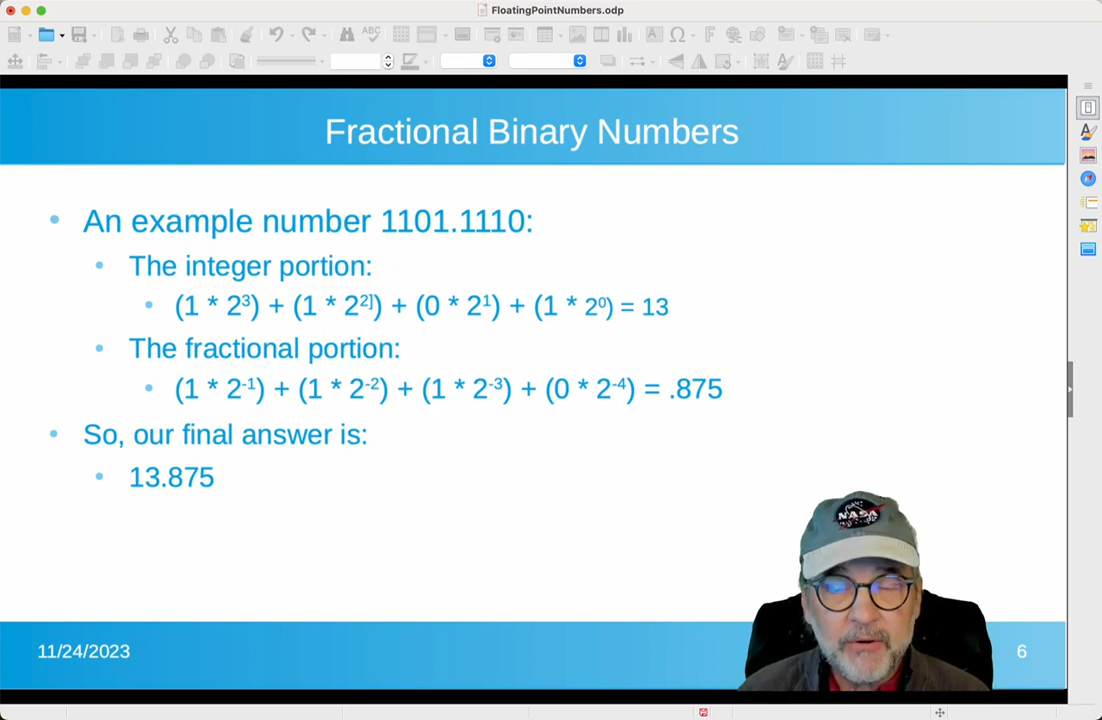 FloatingPointNumbers.odp
Fractional Binary Numbers
• An example number 1101.1110:
• The integer portion:
• (1 * 2³) + (1 * 2²]) + (0 * 2¹) + (1 * 2⁰) = 13
• The fractional portion:
• (1 * 2⁻¹) + (1 * 2⁻²) + (1 * 2⁻³) + (0 * 2⁻⁴) = .875
• So, our final answer is:
• 13.875
NASA
11/24/2023
6